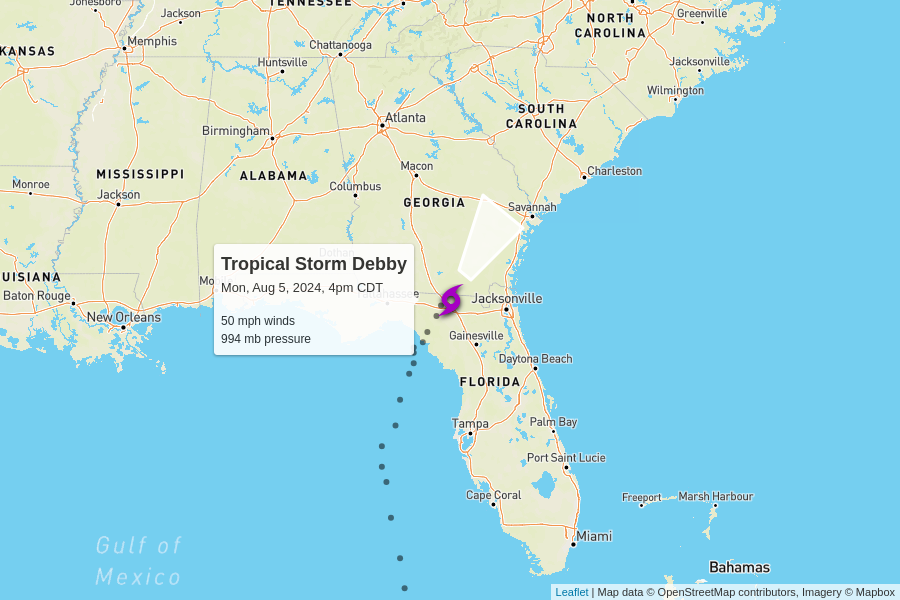 Jonesboro
TENNESSEE
Jackson
Greenville
NORTH
CAROLINA
KANSAS
Memphis
Chattanooga
Huntsville
Jacksonville
Wilmington
SOUTH
CAROLINA
Atlanta
Birmingham
MISSISSIPPI
ALABAMA
Macon
Charleston
Monroe
Jackson
Columbus
GEORGIA
Savannah
Dothan
Tropical Storm Debby
Mon, Aug 5, 2024, 4pm CDT
50 mph winds
994 mb pressure
UISIANA
Baton Rouge
Mo
Tallahassee
Jacksonville
New Orleans
Gainesville
Daytona Beach
FLORIDA
Tampa
Palm Bay
Port Saint Lucie
Cape Coral
Freeport
Marsh Harbour
Miami
Gulf of
Mexico
Bahamas
Leaflet | Map data © OpenStreetMap contributors, Imagery © Mapbox